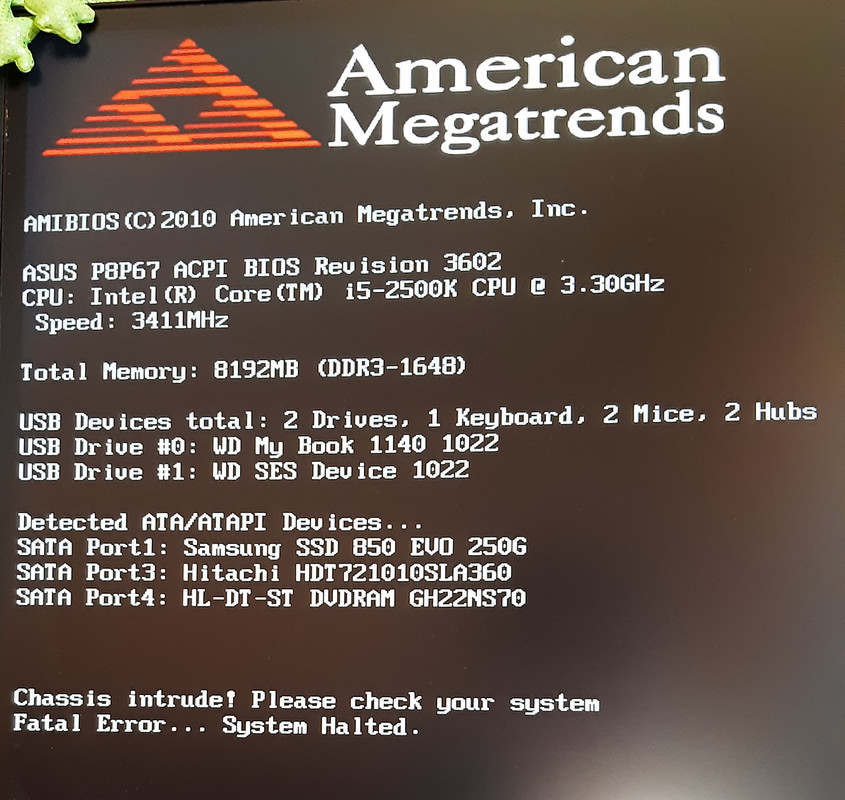 American
Megatrends
AMIBIOS(C)2010 American Megatrends, Inc.
ASUS P8P67 ACPI BIOS Revision 3602
CPU: Intel(R) Core(TM) i5-2500K CPU @ 3.30GHz
Speed: 3411MHz
Total Memory: 8192MB (DDR3-1648)
USB Devices total: 2 Drives, 1 Keyboard, 2 Mice, 2 Hubs
USB Drive #0: WD My Book 1140 1022
USB Drive #1: WD SES Device 1022
Detected ATA/ATAPI Devices...
SATA Port1: Samsung SSD 850 EVO 250G
SATA Port3: Hitachi HDT721010SLA360
SATA Port4: HL-DT-ST DVDRAM GH22NS70
Chassis intrude! Please check your system
Fatal Error... System Halted.